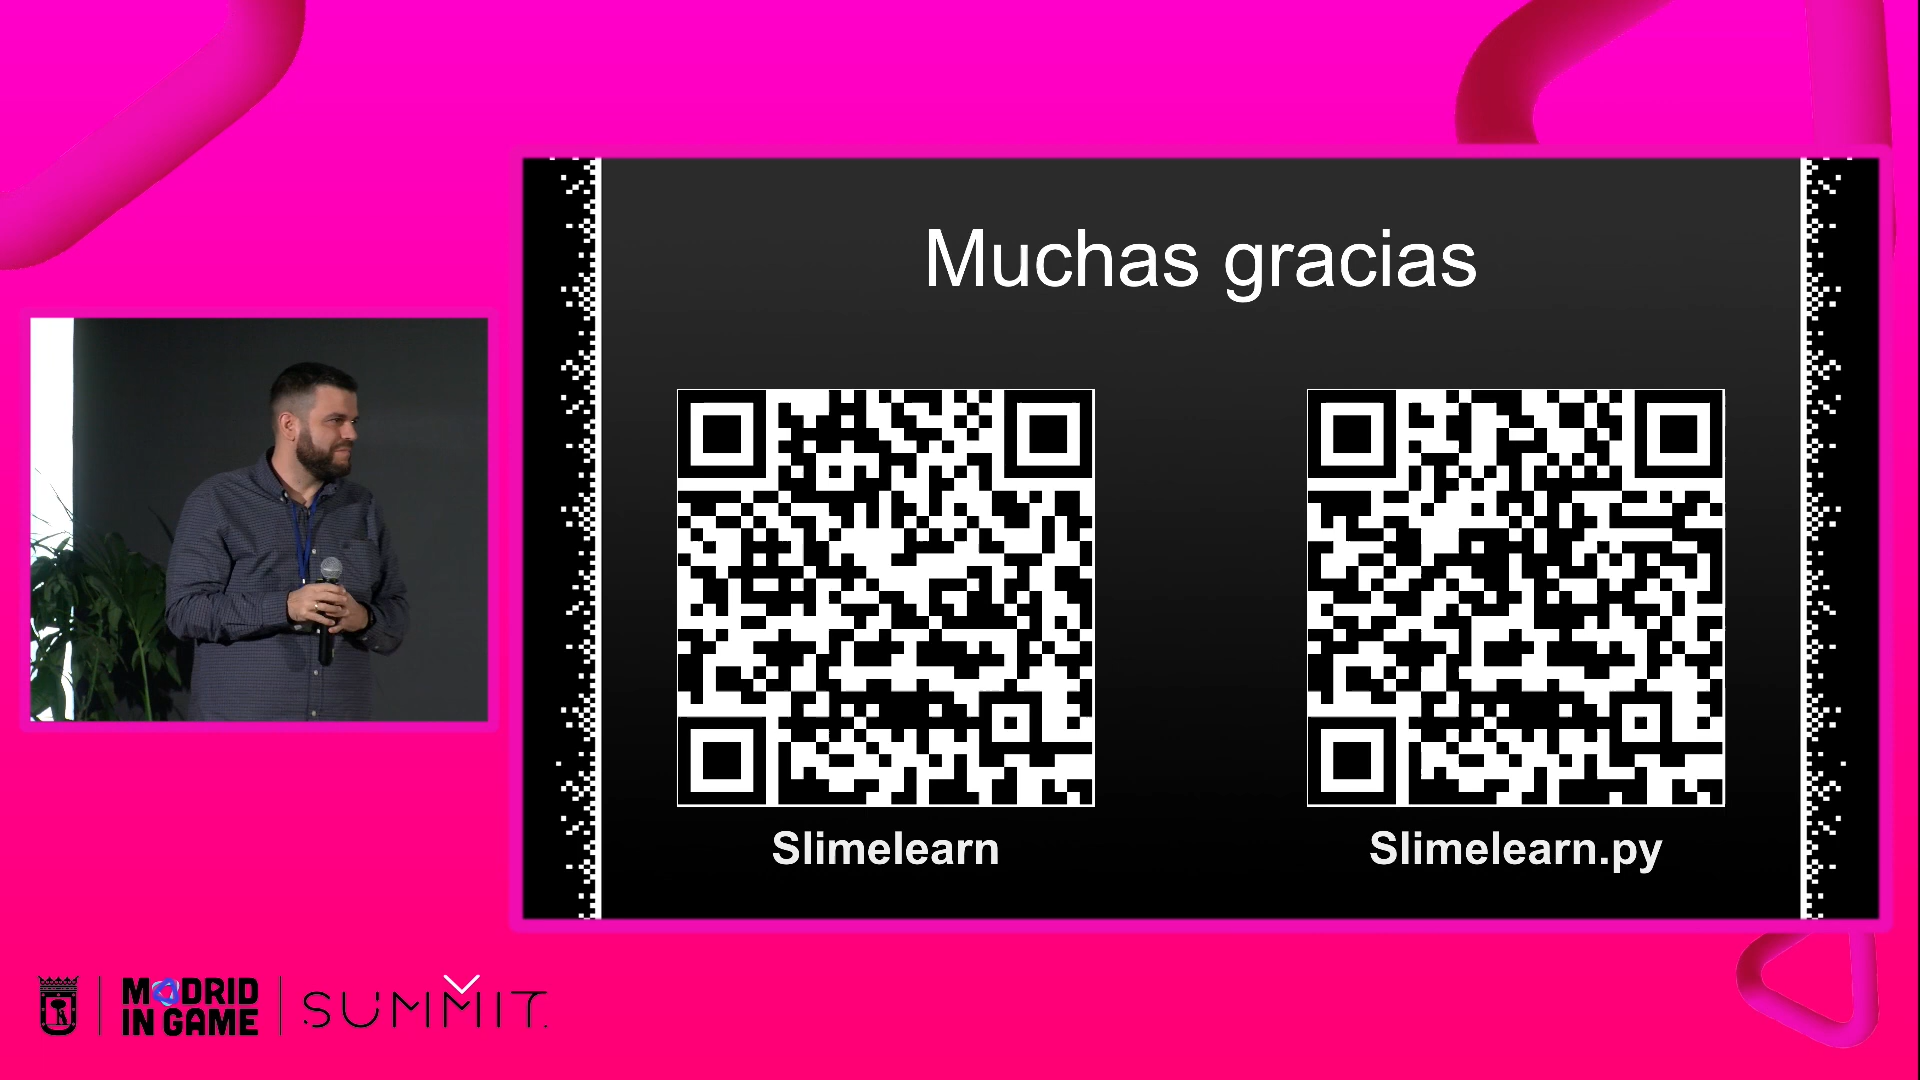 Muchas gracias
Slimelearn
Slimelearn.py
MADRID
IN GAME
SUMMIT.